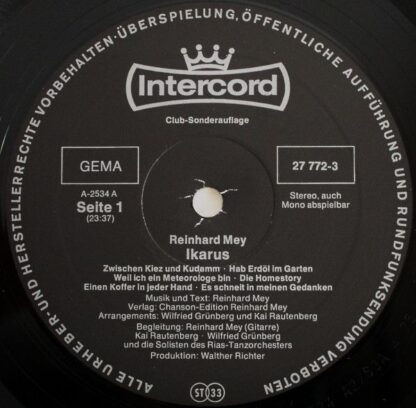 ALLE URHEBER- UND HERSTELLERRECHTE VORBEHALTEN·ÜBERSPIELUNG, ÖFFENTLICHE AUFFÜHRUNG UND RUNDFUNKSENDUNG VERBOTEN
Intercord
Club-Sonderauflage
GEMA
27 772-3
A-2534 A
Seite 1
(23:37)
Stereo, auch
Mono abspielbar
Reinhard Mey
Ikarus
Zwischen Kiez und Kudamm · Hab Erdöl im Garten
Weil ich ein Meteorologe bin · Die Homestory
Einen Koffer in jeder Hand · Es schneit in meinen Gedanken
Musik und Text: Reinhard Mey
Verlag: Chanson-Edition Reinhard Mey
Arrangements: Wilfried Grünberg und Kai Rautenberg
Begleitung: Reinhard Mey (Gitarre)
Kai Rautenberg · Wilfried Grünberg
und die Solisten des Rias-Tanzorchesters
Produktion: Walther Richter
ST 33